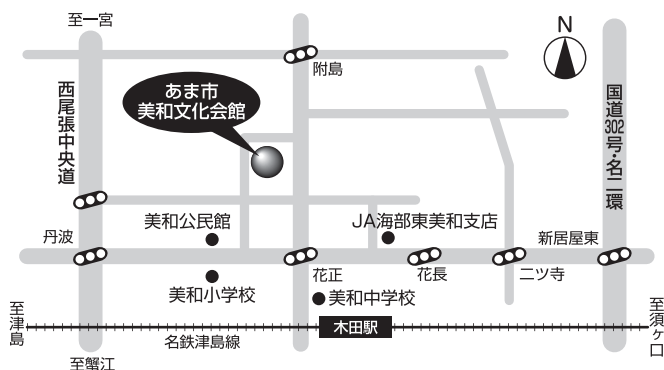 至一宮
N
附島
あま市
美和文化会館
西尾張中央道
国道302号・名二環
美和公民館
JA海部東美和支店
丹波
新居屋東
花正
花長
二ツ寺
美和小学校
美和中学校
至津島
木田駅
至須ヶ口
名鉄津島線
至蟹江